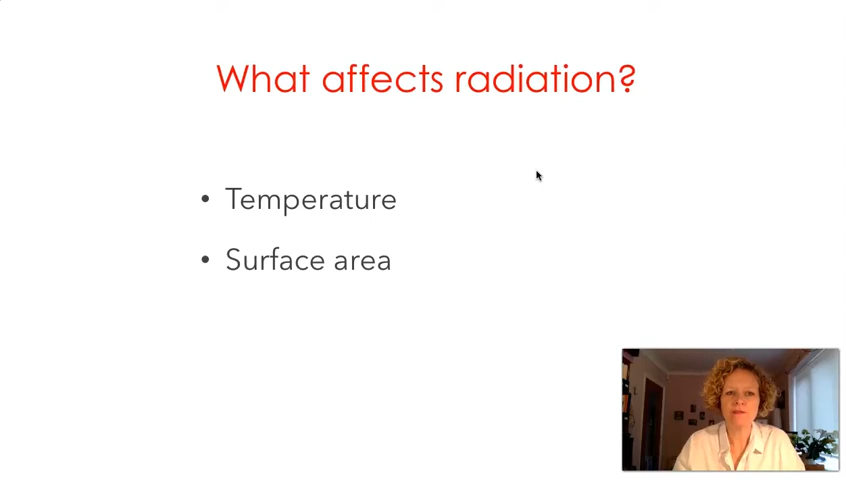 What affects radiation?
• Temperature
• Surface area